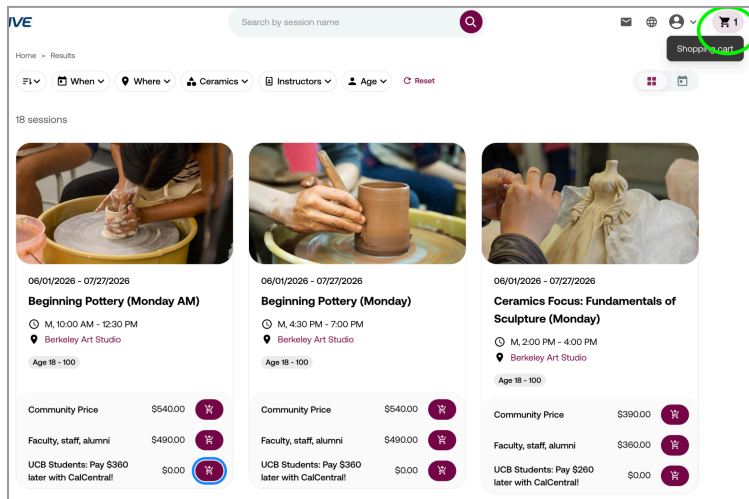 IVE
Search by session name
1
Shopping cart
Home > Results
When
Where
Ceramics
Instructors
Age
Reset
18 sessions
06/01/2026 - 07/27/2026
Beginning Pottery (Monday AM)
M, 10:00 AM - 12:30 PM
Berkeley Art Studio
Age 18 - 100
Community Price $540.00
Faculty, staff, alumni $490.00
UCB Students: Pay $360
later with CalCentral! $0.00
06/01/2026 - 07/27/2026
Beginning Pottery (Monday)
M, 4:30 PM - 7:00 PM
Berkeley Art Studio
Age 18 - 100
Community Price $540.00
Faculty, staff, alumni $490.00
UCB Students: Pay $360
later with CalCentral! $0.00
06/01/2026 - 07/27/2026
Ceramics Focus: Fundamentals of
Sculpture (Monday)
M, 2:00 PM - 4:00 PM
Berkeley Art Studio
Age 18 - 100
Community Price $390.00
Faculty, staff, alumni $360.00
UCB Students: Pay $260
later with CalCentral! $0.00